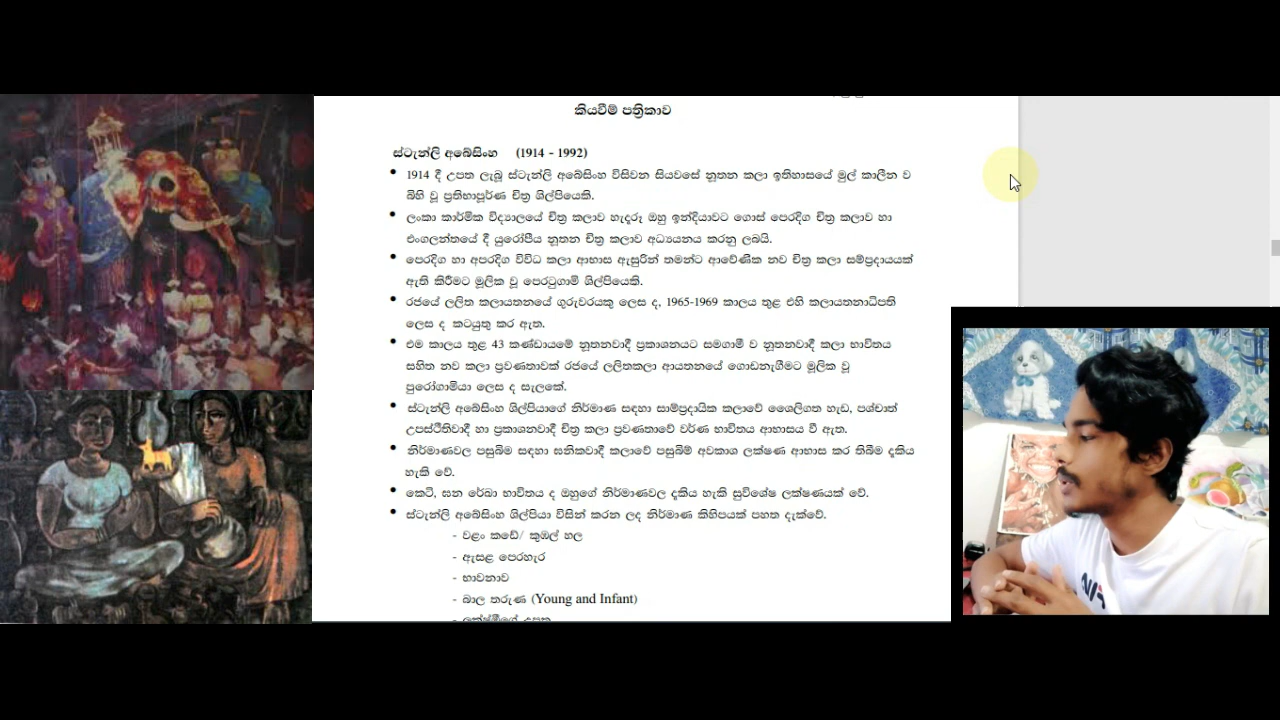 කියවීම් පත්‍රිකාව
ස්ටැන්ලි අබේසිංහ (1914 - 1992)
• 1914 දී උපත ලැබූ ස්ටැන්ලි අබේසිංහ විසිවන සියවසේ නූතන කලා ඉතිහාසයේ මුල් කාලීන ව
බිහි වූ ප්‍රතිභාපූර්ණ චිත්‍ර ශිල්පියෙකි.
• ලංකා කාර්මික විද්‍යාලයේ චිත්‍ර කලාව හැදෑරූ ඔහු ඉන්දියාවට ගොස් පෙරදිග චිත්‍ර කලාව හා
එංගලන්තයේ දී යුරෝපීය නූතන චිත්‍ර කලාව අධ්‍යයනය කරනු ලබයි.
• පෙරදිග හා අපරදිග විවිධ කලා ආභාස ඇසුරින් තමන්ට ආවේණික නව චිත්‍ර කලා සම්ප්‍රදායයක්
ඇති කිරීමට මූලික වූ පෙරටුගාමී ශිල්පියෙකි.
• රජයේ ලලිත කලායතනයේ ගුරුවරයකු ලෙස ද, 1965-1969 කාලය තුළ එහි කලායතනාධිපති
ලෙස ද කටයුතු කර ඇත.
• එම කාලය තුළ 43 කණ්ඩායමේ නූතනවාදී ප්‍රකාශනයට සමගාමී ව නූතනවාදී කලා භාවිතය
සහිත නව කලා ප්‍රවණතාවක් රජයේ ලලිතකලා ආයතනයේ ගොඩනැගීමට මූලික වූ
පුරෝගාමියා ලෙස ද සැලකේ.
• ස්ටැන්ලි අබේසිංහ ශිල්පියාගේ නිර්මාණ සඳහා සාම්ප්‍රදායික කලාවේ ශෛලිගත හැඩ, පශ්චාත්
උපස්ථිතිවාදී හා ප්‍රකාශනවාදී චිත්‍ර කලා ප්‍රවණතාවේ වර්ණ භාවිතය ආභාසය වී ඇත.
• නිර්මාණවල පසුබිම සඳහා ඝනිකවාදී කලාවේ පසුබිම් අවකාශ ලක්ෂණ ආභාස කර තිබීම දැකිය
හැකි වේ.
• කෙටි, ඝන රේඛා භාවිතය ද ඔහුගේ නිර්මාණවල දැකිය හැකි සුවිශේෂ ලක්ෂණයක් වේ.
• ස්ටැන්ලි අබේසිංහ ශිල්පියා විසින් කරන ලද නිර්මාණ කිහිපයක් පහත දැක්වේ.
- වළං කඩේ/ කුඹල් හල
- ඇසළ පෙරහැර
- භාවනාව
- බාල තරුණ (Young and Infant)